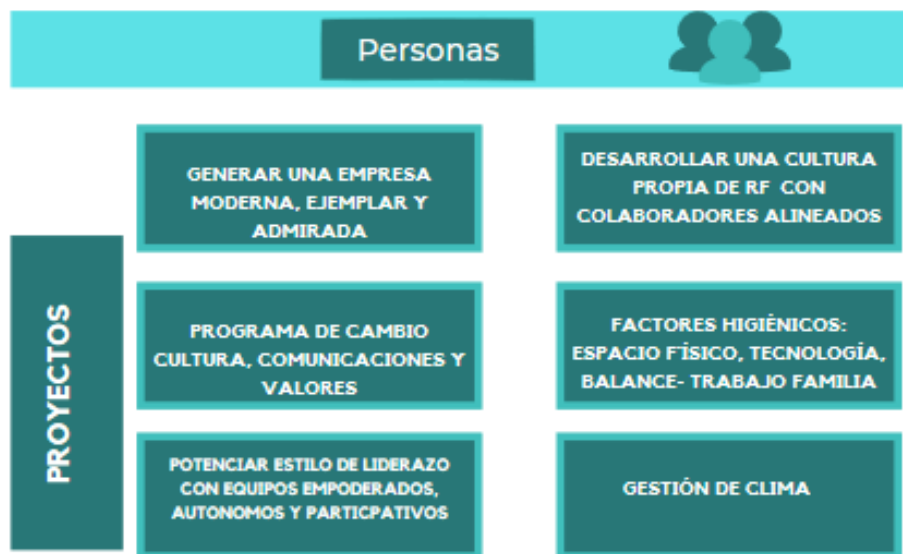 Personas
GENERAR UNA EMPRESA
MODERNA, EJEMPLAR Y
ADMIRADA
DESARROLLAR UNA CULTURA
PROPIA DE RF CON
COLABORADORES ALINEADOS
PROYECTOS
PROGRAMA DE CAMBIO
CULTURA, COMUNICACIONES Y
VALORES
FACTORES HIGIÉNICOS:
ESPACIO FÍSICO, TECNOLOGÍA,
BALANCE- TRABAJO FAMILIA
POTENCIAR ESTILO DE LIDERAZO
CON EQUIPOS EMPODERADOS,
AUTONOMOS Y PARTICPATIVOS
GESTIÓN DE CLIMA